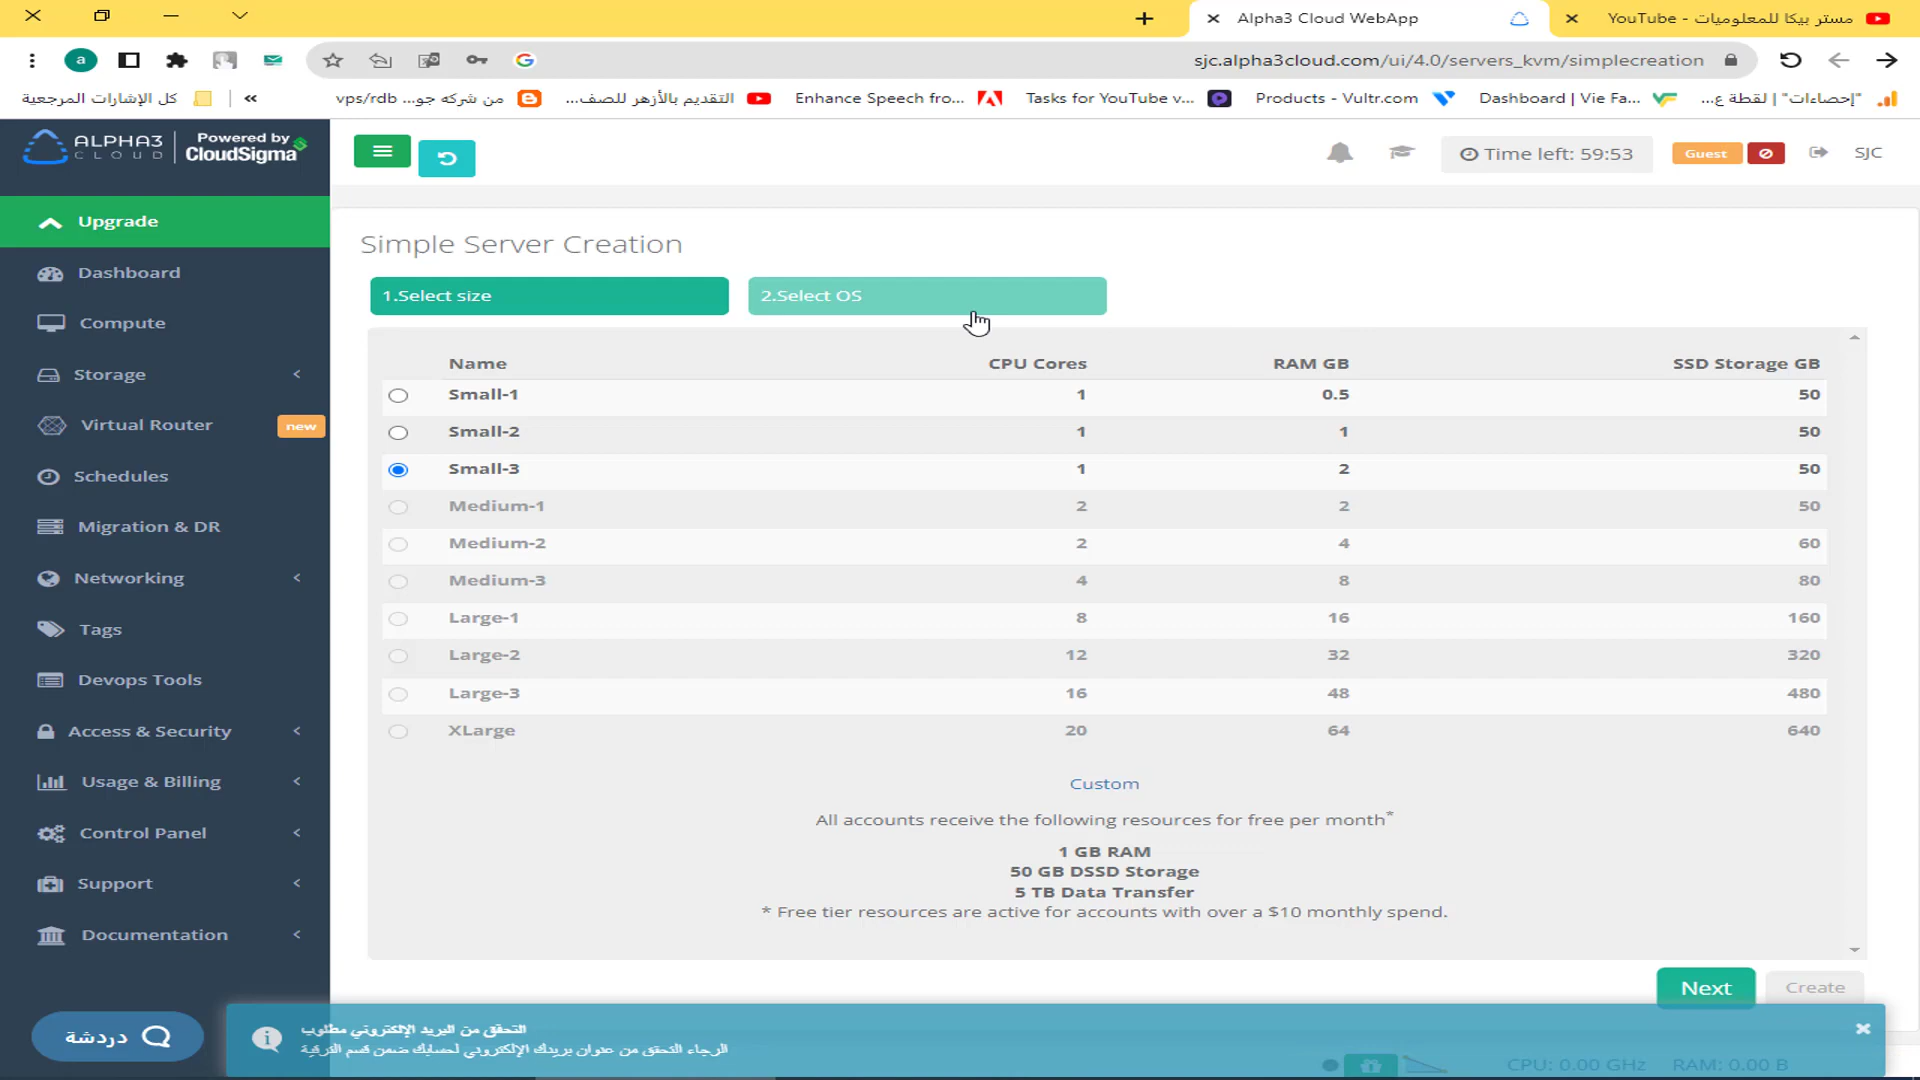 Alpha3 Cloud WebApp
مستر بيكا للمعلوميات - YouTube
a
sjc.alpha3cloud.com/ui/4.0/servers_kvm/simplecreation
كل الإشارات المرجعية
«
من شركه جو... vps/rdb
التقديم بالأزهر للصف...
Enhance Speech fro...
Tasks for YouTube v...
Products - Vultr.com
Dashboard | Vie Fa...
"إحصاءات" | لقطة ع...
ALPHA3 CLOUD
Powered by CloudSigma
Time left: 59:53
Guest
SJC
Upgrade
Dashboard
Compute
Storage
Virtual Router
new
Schedules
Migration & DR
Networking
Tags
Devops Tools
Access & Security
Usage & Billing
Control Panel
Support
Documentation
دردشة
Simple Server Creation
1.Select size
2.Select OS
Name CPU Cores RAM GB SSD Storage GB
Small-1 1 0.5 50
Small-2 1 1 50
Small-3 1 2 50
Medium-1 2 2 50
Medium-2 2 4 60
Medium-3 4 8 80
Large-1 8 16 160
Large-2 12 32 320
Large-3 16 48 480
XLarge 20 64 640
Custom
All accounts receive the following resources for free per month*
1 GB RAM
50 GB DSSD Storage
5 TB Data Transfer
* Free tier resources are active for accounts with over a $10 monthly spend.
Next
Create
التحقق من البريد الإلكتروني مطلوب
الرجاء التحقق من عنوان بريدك الإلكتروني لحسابك ضمن قسم الترقية
CPU: 0.00 GHz RAM: 0.00 B